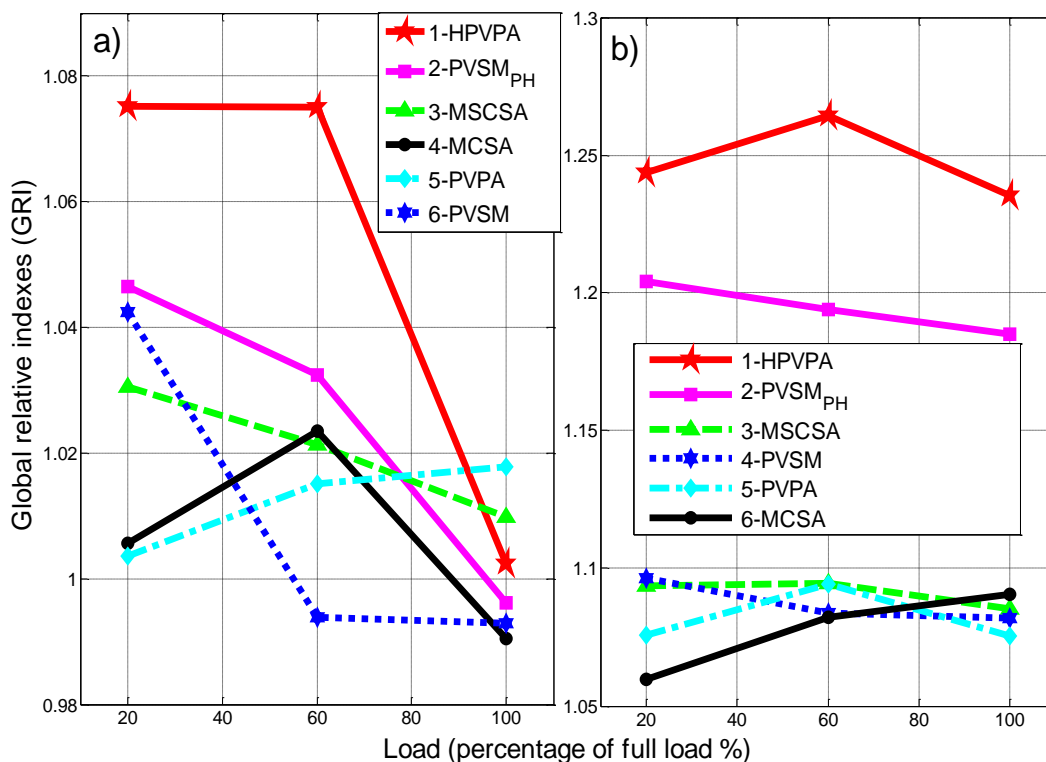 a)
1-HPVPA
2-PVSM_PH
3-MSCSA
4-MCSA
5-PVPA
6-PVSM
1.08
1.06
1.04
1.02
1
0.98
20
40
60
80
100
Global relative indexes (GRI)
b)
1.3
1.25
1.2
1.15
1.1
1.05
1-HPVPA
2-PVSM_PH
3-MSCSA
4-PVSM
5-PVPA
6-MCSA
20
40
60
80
100
Load (percentage of full load %)